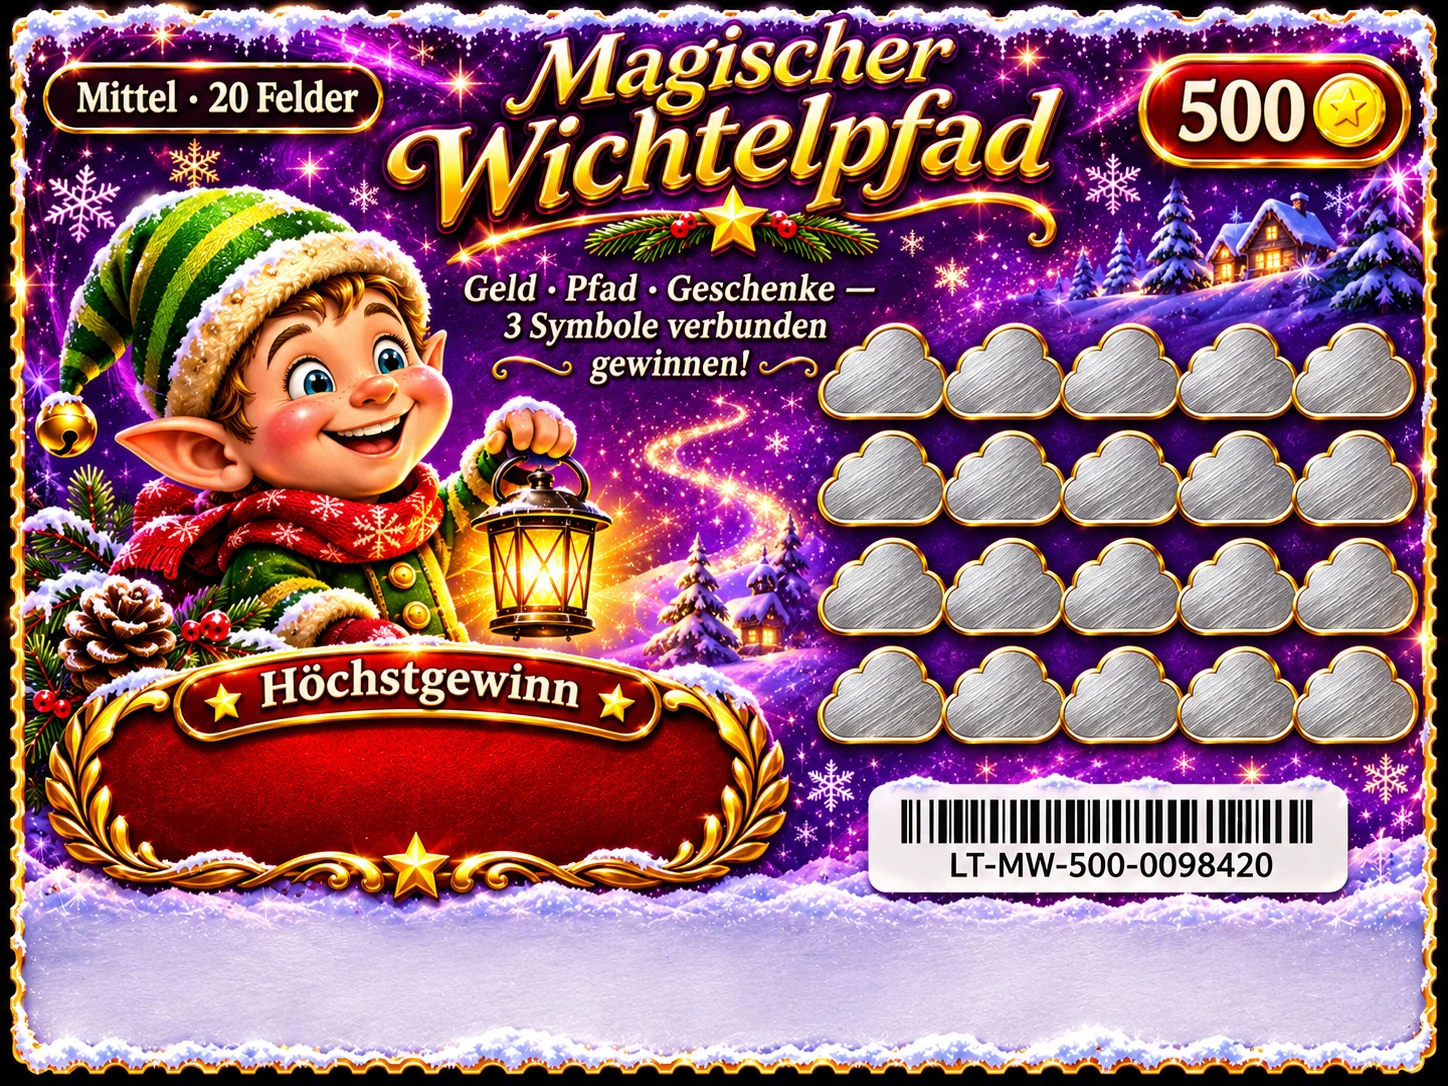 Mittel · 20 Felder
Magischer
Wichtelpfad
500
Geld · Pfad · Geschenke —
3 Symbole verbunden
gewinnen!
Höchstgewinn
LT-MW-500-0098420